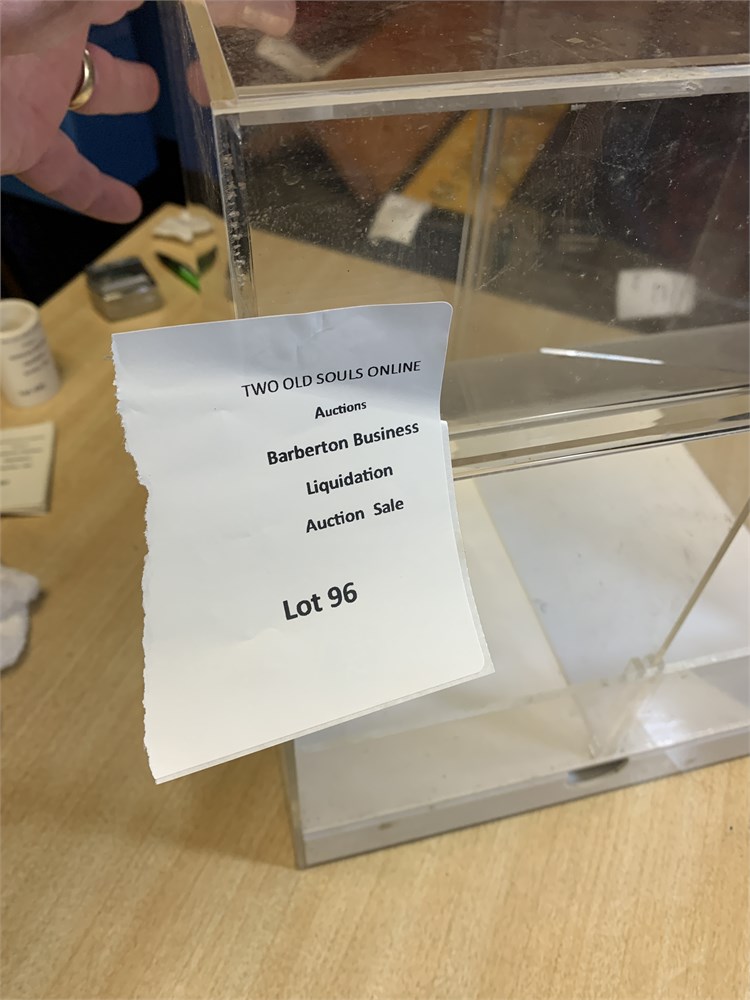 TWO OLD SOULS ONLINE
Auctions
Barberton Business
Liquidation
Auction Sale
Lot 96